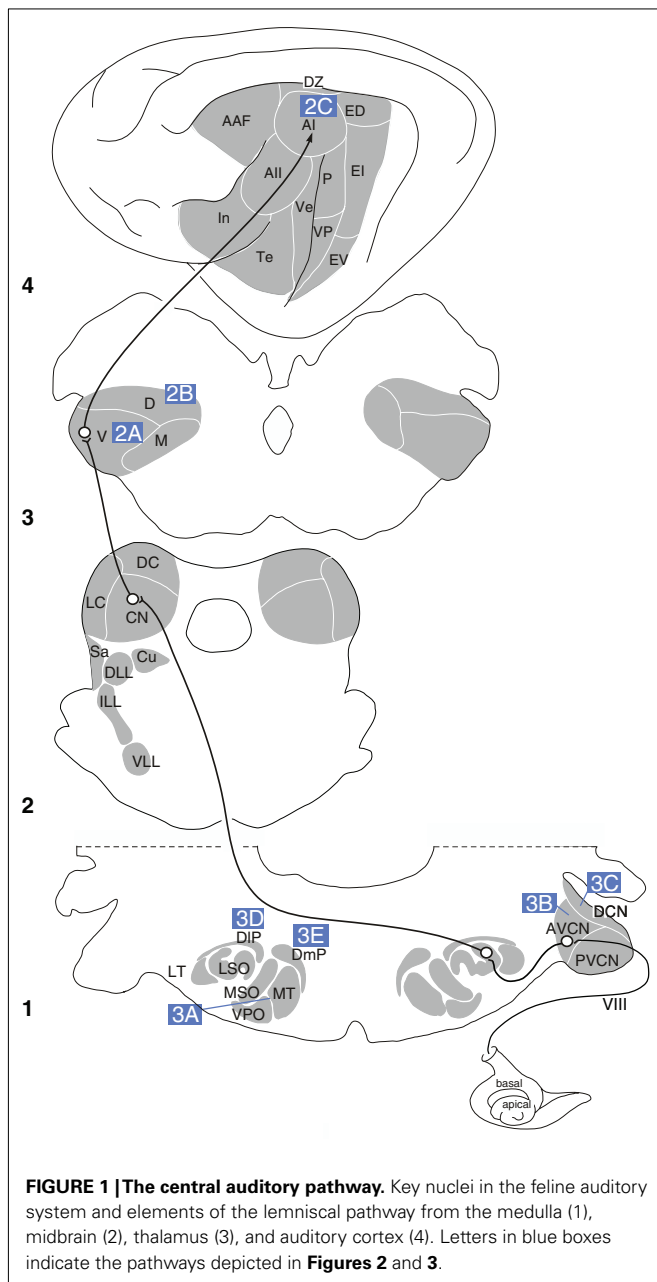 DZ
2C
AAF
ED
AI
AII
P
EI
In
Ve
VP
Te
EV
4
2B
D
V
2A
M
3
DC
LC
CN
Sa
Cu
DLL
ILL
VLL
2
3C
3B
DCN
3D
3E
AVCN
DlP
DmP
LT
LSO
PVCN
MSO
MT
1
3A
VPO
VIII
basal
apical
FIGURE 1 | The central auditory pathway. Key nuclei in the feline auditory
system and elements of the lemniscal pathway from the medulla (1),
midbrain (2), thalamus (3), and auditory cortex (4). Letters in blue boxes
indicate the pathways depicted in Figures 2 and 3.